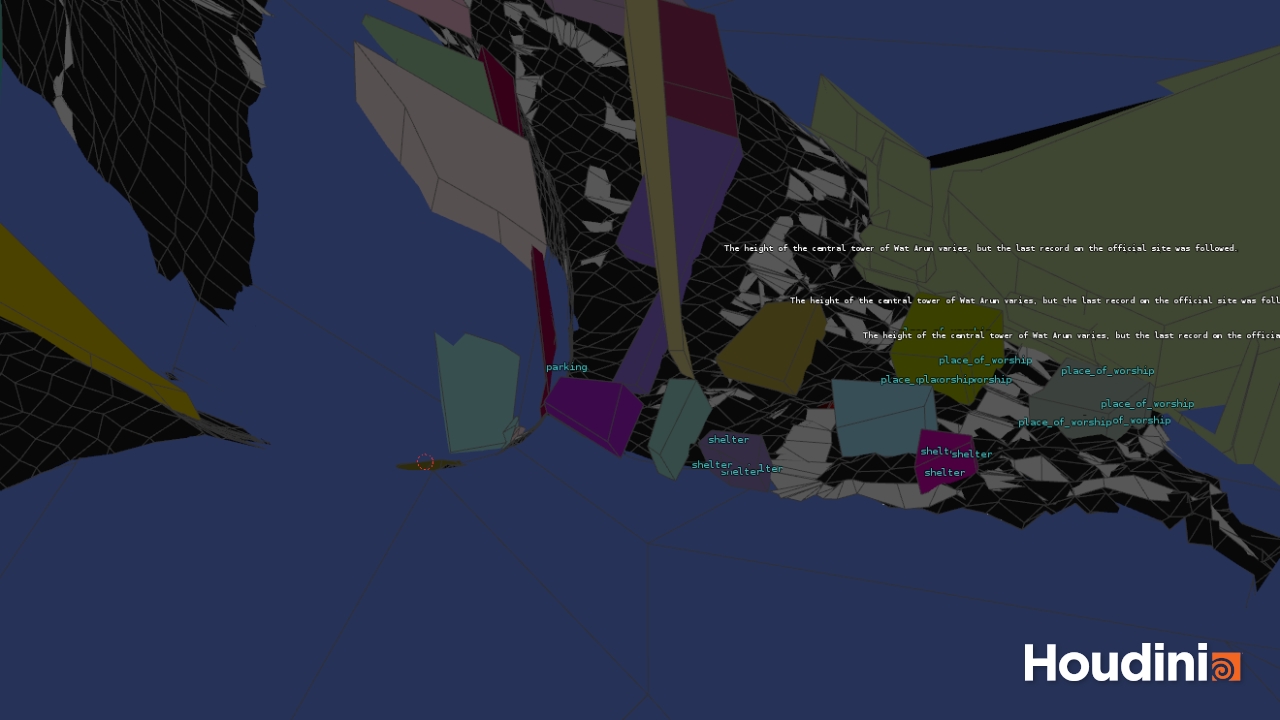 The height of the central tower of Wat Arun varies, but the last record on the official site was followed.
The height of the central tower of Wat Arun varies, but the last record on the official site was foll
The height of the central tower of Wat Arun varies, but the last record on the officia
place_of_worship
parking
place_of_worship
place_of_worship
place_of_worship
shelter
shelter
shelter
shelter
shelter
Houdini